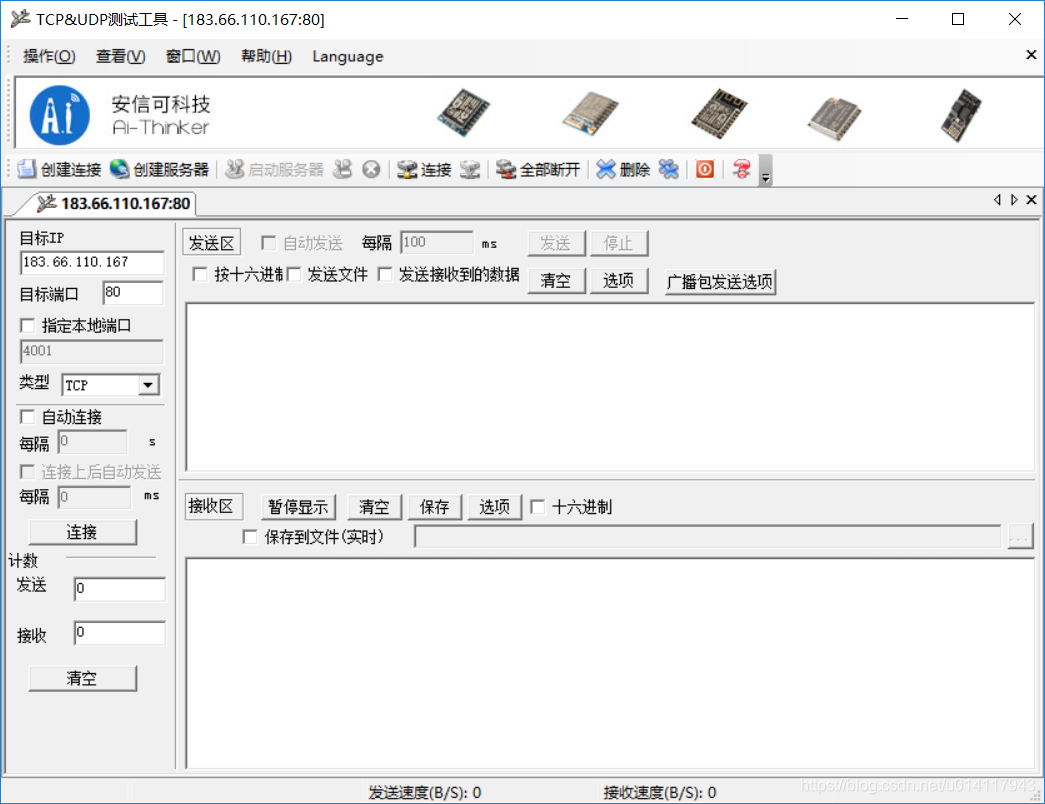 TCP&UDP测试工具 - [183.66.110.167:80]
操作(O) 查看(V) 窗口(W) 帮助(H) Language
Ai 安信可科技
Ai-Thinker
创建连接 创建服务器 启动服务器 连接 全部断开 删除
183.66.110.167:80
目标IP
183.66.110.167
目标端口 80
指定本地端口
4001
类型 TCP
自动连接
每隔 0 s
连接上后自动发送
每隔 0 ms
连接
计数
发送 0
接收 0
清空
发送区 自动发送 每隔 100 ms 发送 停止
按十六进制 发送文件 发送接收到的数据 清空 选项 广播包发送选项
接收区 暂停显示 清空 保存 选项 十六进制
保存到文件(实时) ...
发送速度(B/S): 0 接收速度(B/S): 0
https://blog.csdn.net/u014117943